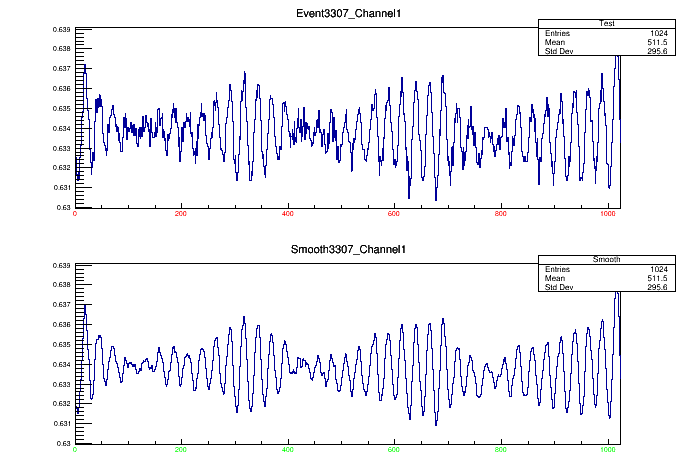 Event3307_Channel1
Test
Entries 1024
Mean 511.5
Std Dev 295.6
0.639
0.638
0.637
0.636
0.635
0.634
0.633
0.632
0.631
0.63
0 200 400 600 800 1000
Smooth3307_Channel1
Smooth
Entries 1024
Mean 511.5
Std Dev 295.6
0.639
0.638
0.637
0.636
0.635
0.634
0.633
0.632
0.631
0.63
0 200 400 600 800 1000